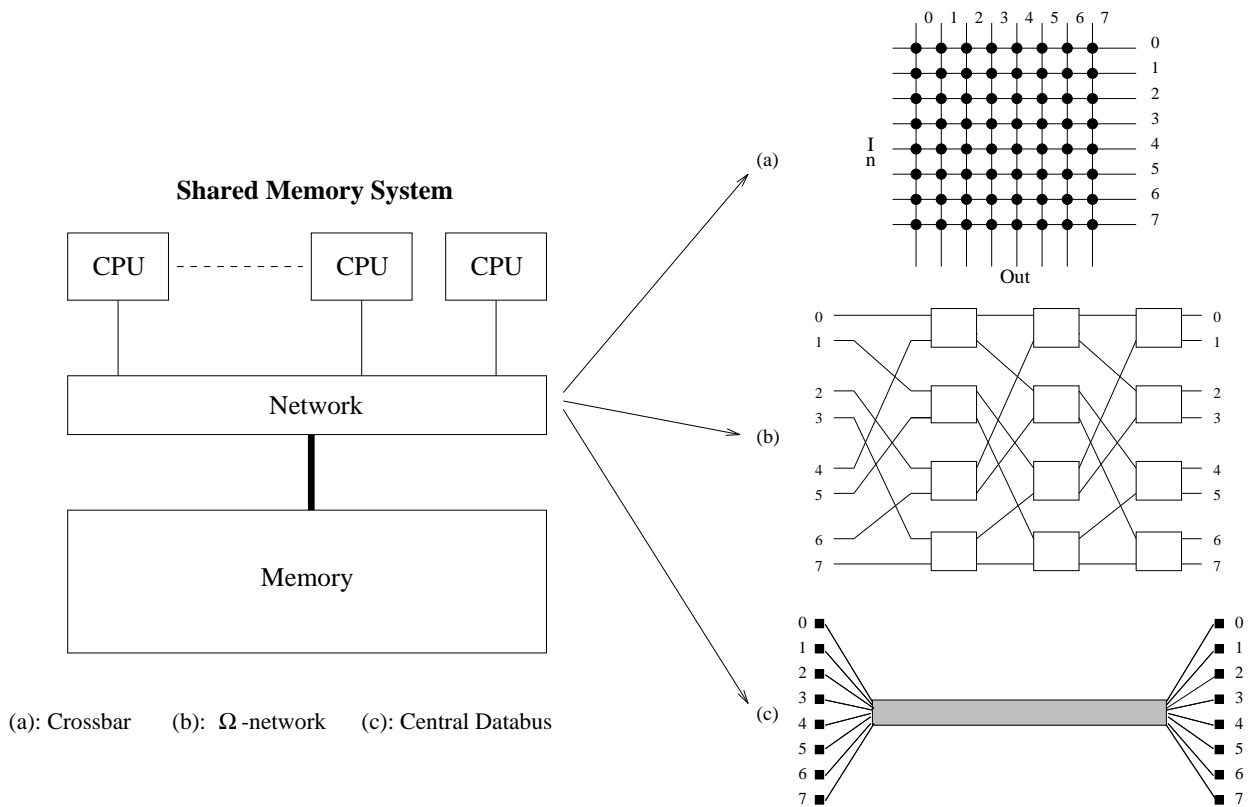 Shared Memory System
CPU CPU CPU
Network
Memory
(a): Crossbar (b): Ω-network (c): Central Databus
(a)
0 1 2 3 4 5 6 7
0
1
2
3
4
5
6
7
In
Out
(b)
0 0
1 1
2 2
3 3
4 4
5 5
6 6
7 7
(c)
0 0
1 1
2 2
3 3
4 4
5 5
6 6
7 7